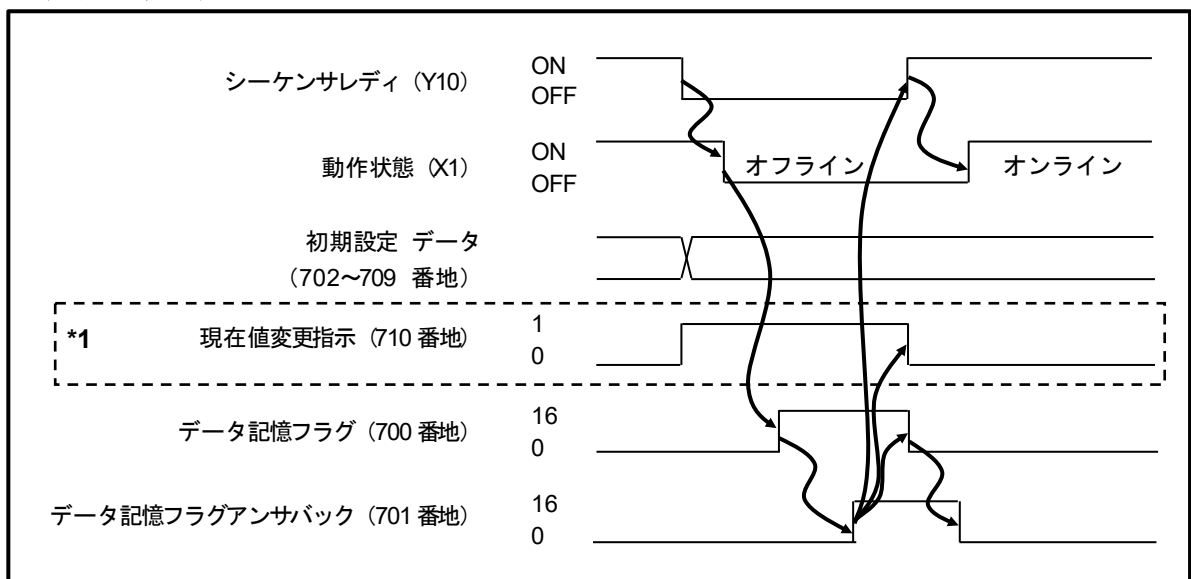 シーケンサレディ（Y10）
ON
OFF
動作状態（X1）
ON
OFF
オフライン
オンライン
初期設定 データ
（702～709 番地）
*1 現在値変更指示（710 番地）
1
0
データ記憶フラグ（700 番地）
16
0
データ記憶フラグアンサバック（701 番地）
16
0